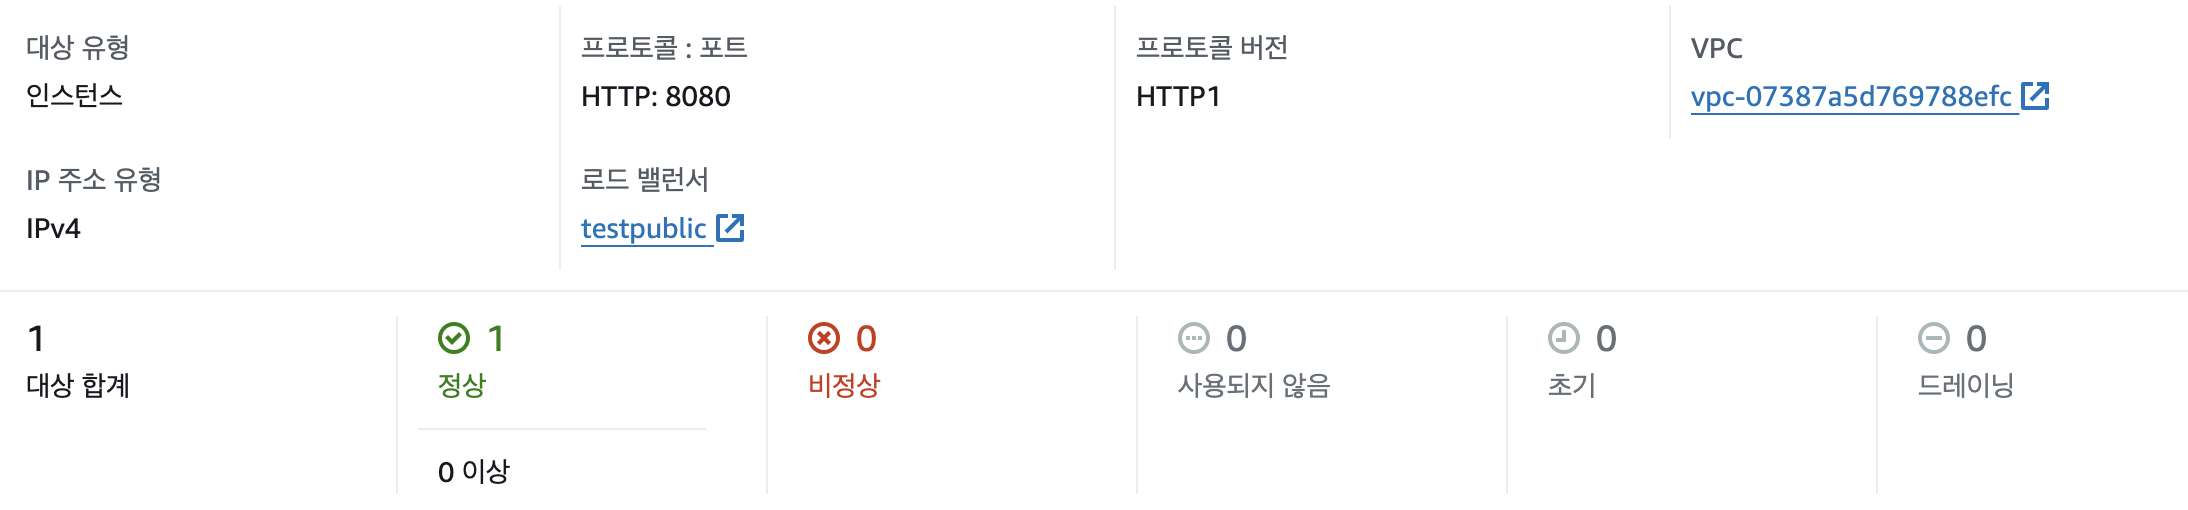 대상 유형
인스턴스
프로토콜 : 포트
HTTP: 8080
프로토콜 버전
HTTP1
VPC
vpc-07387a5d769788efc
IP 주소 유형
IPv4
로드 밸런서
testpublic
1
대상 합계
1
정상
0 이상
0
비정상
0
사용되지 않음
0
초기
0
드레이닝